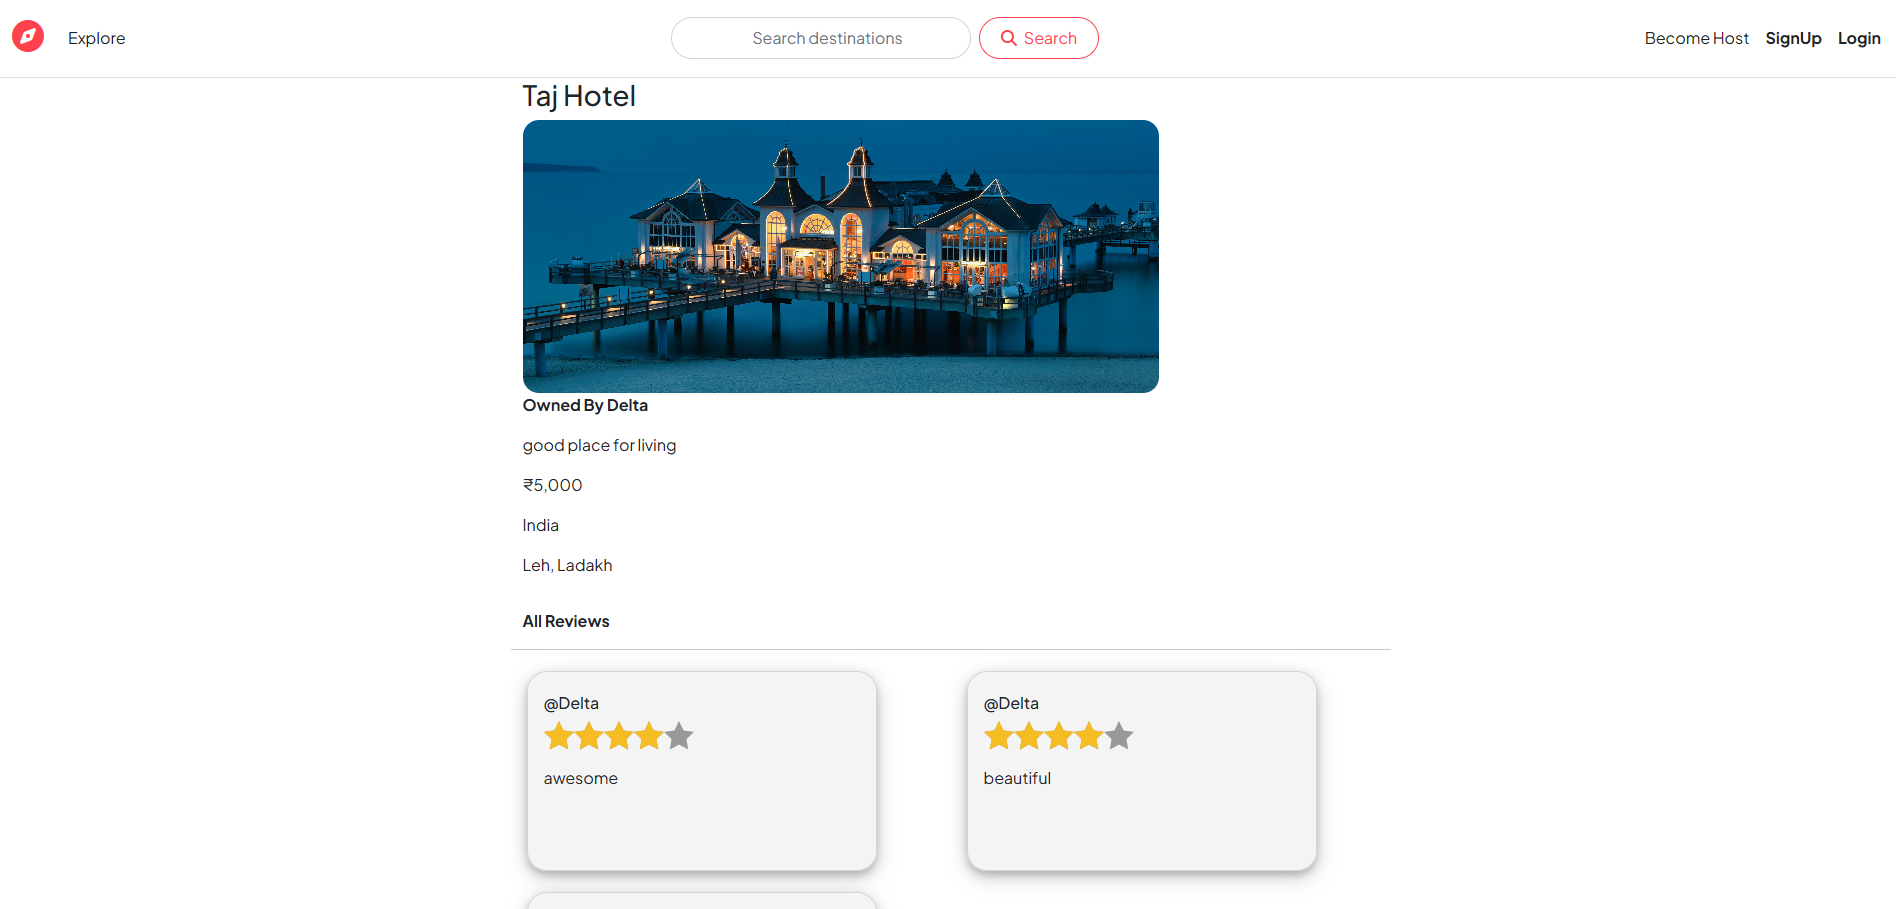 Explore
Search destinations
Search
Become Host
SignUp
Login
Taj Hotel
Owned By Delta
good place for living
₹5,000
India
Leh, Ladakh
All Reviews
@Delta
awesome
@Delta
beautiful